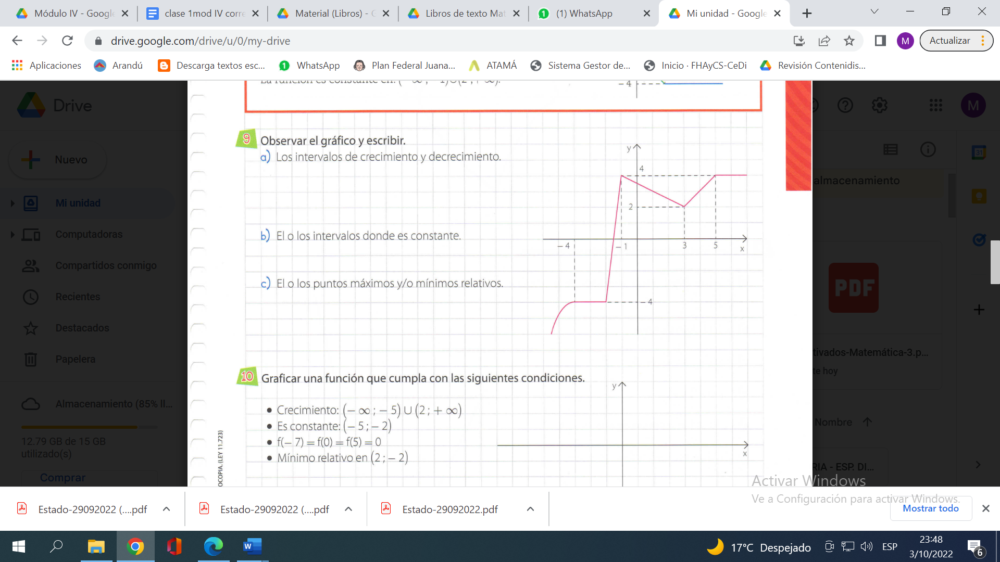 Módulo IV - Google
clase 1mod IV corre
Material (Libros) - G
Libros de texto Mat
(1) WhatsApp
Mi unidad - Google
drive.google.com/drive/u/0/my-drive
M
Actualizar
Aplicaciones
Arandú
Descarga textos esc...
WhatsApp
Plan Federal Juana...
ATAMÁ
Sistema Gestor de...
Inicio · FHAyCS-CeDi
Revisión Contenidis...
La función es constante en: (− ∞ ; − 1)∪(2 ; + ∞).
− 4
Drive
M
9
Observar el gráfico y escribir.
a) Los intervalos de crecimiento y decrecimiento.
y
4
2
− 4
− 1
3
5
x
− 4
Nuevo
31
almacenamiento
Mi unidad
Computadoras
b) El o los intervalos donde es constante.
Compartidos conmigo
c) El o los puntos máximos y/o mínimos relativos.
PDF
Recientes
Destacados
Papelera
tivados-Matemática-3.p...
te hoy
10
Graficar una función que cumpla con las siguientes condiciones.
y
x
Almacenamiento (85% ll...
• Crecimiento: (− ∞ ; − 5) ∪ (2 ; + ∞)
• Es constante: (− 5 ; − 2)
• f(− 7) = f(0) = f(5) = 0
• Mínimo relativo en (2 ; − 2)
Nombre
12.79 GB de 15 GB
utilizado(s)
Comprar
OCOPIA. (LEY 11.723)
RIA - ESP. DI...
Activar Windows
Ve a Configuración para activar Windows.
Estado-29092022 (....pdf
Estado-29092022 (....pdf
Estado-29092022.pdf
Mostrar todo
W
17°C Despejado
ESP
23:48
3/10/2022
6